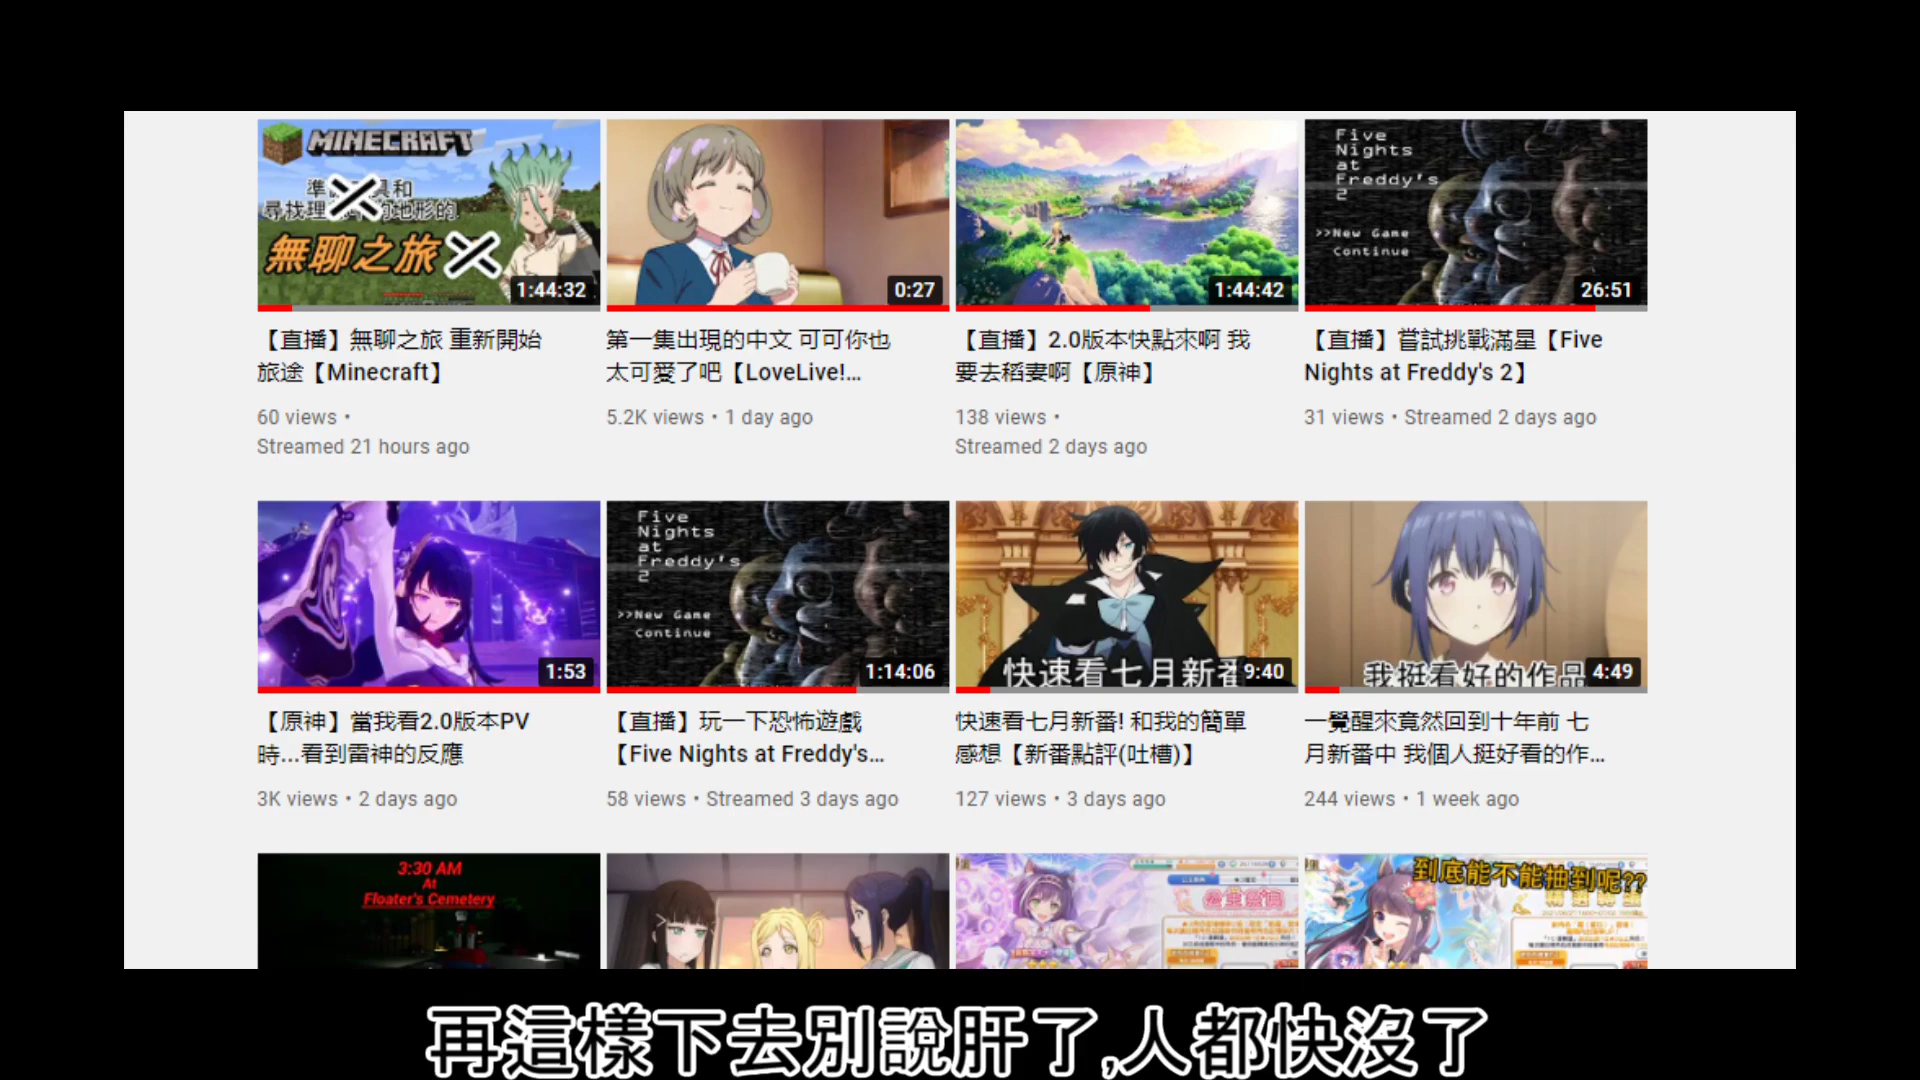 MINECRAFT
無聊之旅
1:44:32
0:27
1:44:42
Five
Nights
at
Freddy's
2
>>New Game
Continue
26:51
【直播】無聊之旅 重新開始
旅途【Minecraft】
60 views •
Streamed 21 hours ago
第一集出現的中文 可可你也
太可愛了吧【LoveLive!...
5.2K views • 1 day ago
【直播】2.0版本快點來啊 我
要去稻妻啊【原神】
138 views •
Streamed 2 days ago
【直播】嘗試挑戰滿星【Five
Nights at Freddy's 2】
31 views • Streamed 2 days ago
1:53
Five
Nights
at
Freddy's
2
>>New Game
Continue
1:14:06
快速看七月新番
9:40
我挺看好的作品
4:49
【原神】當我看2.0版本PV
時...看到雷神的反應
3K views • 2 days ago
【直播】玩一下恐怖遊戲
【Five Nights at Freddy's...
58 views • Streamed 3 days ago
快速看七月新番! 和我的簡單
感想【新番點評(吐槽)】
127 views • 3 days ago
一覺醒來竟然回到十年前 七
月新番中 我個人挺好看的作...
244 views • 1 week ago
3:30 AM
At
Floater's Cemetery
到底能不能抽到呢??
再這樣下去別說肝了,人都快沒了